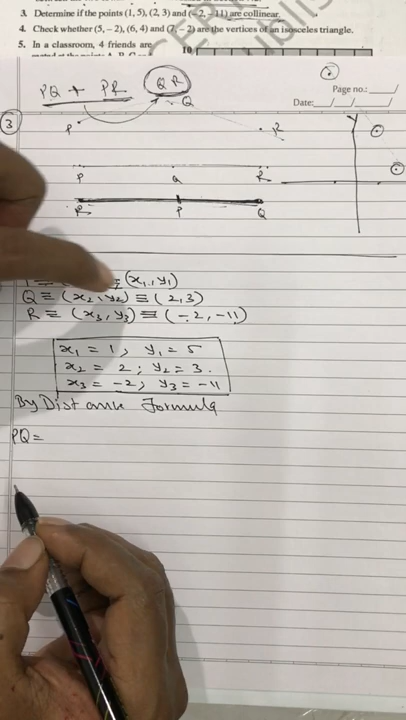 3. Determine if the points (1, 5), (2, 3) and (– 2, – 11) are collinear.
4. Check whether (5, – 2), (6, 4) and (7, – 2) are the vertices of an isosceles triangle.
5. In a classroom, 4 friends are
10
Page no.:
Date: / /
PQ + PR QR
Q
3
P R
P Q R
R P Q
(x1, y1)
Q ≡ (x2, y2) ≡ (2,3)
R ≡ (x3, y3) ≡ (-2, -11)
x1 = 1, y1 = 5
x2 = 2; y2 = 3.
x3 = -2; y3 = -11
By Distance Formula
PQ =